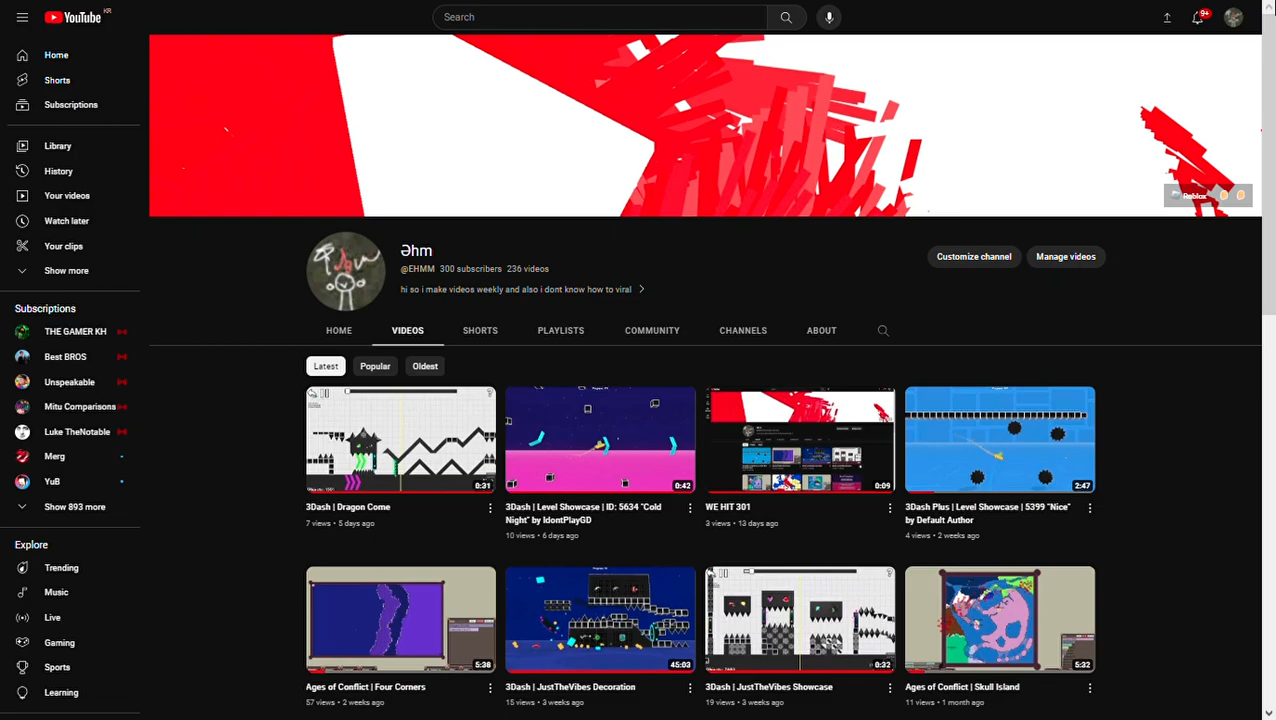 YouTube KR
Search
9+
Home
Shorts
Subscriptions
Library
History
Your videos
Watch later
Your clips
Show more
Subscriptions
THE GAMER KH
Best BROS
Unspeakable
Mitu Comparisons
Luke TheNotable
Merg
YuB
Show 893 more
Explore
Trending
Music
Live
Gaming
Sports
Learning
Roblox
Əhm
@EHMM 300 subscribers 236 videos
hi so i make videos weekly and also i dont know how to viral
Customize channel
Manage videos
HOME VIDEOS SHORTS PLAYLISTS COMMUNITY CHANNELS ABOUT
Latest Popular Oldest
0:31
3Dash | Dragon Come
7 views • 5 days ago
0:42
3Dash | Level Showcase | ID: 5634 "Cold
Night" by IdontPlayGD
10 views • 6 days ago
0:09
WE HIT 301
3 views • 13 days ago
2:47
3Dash Plus | Level Showcase | 5399 "Nice"
by Default Author
4 views • 2 weeks ago
5:38
Ages of Conflict | Four Corners
57 views • 2 weeks ago
45:03
3Dash | JustTheVibes Decoration
15 views • 3 weeks ago
0:32
3Dash | JustTheVibes Showcase
19 views • 3 weeks ago
5:32
Ages of Conflict | Skull Island
11 views • 1 month ago